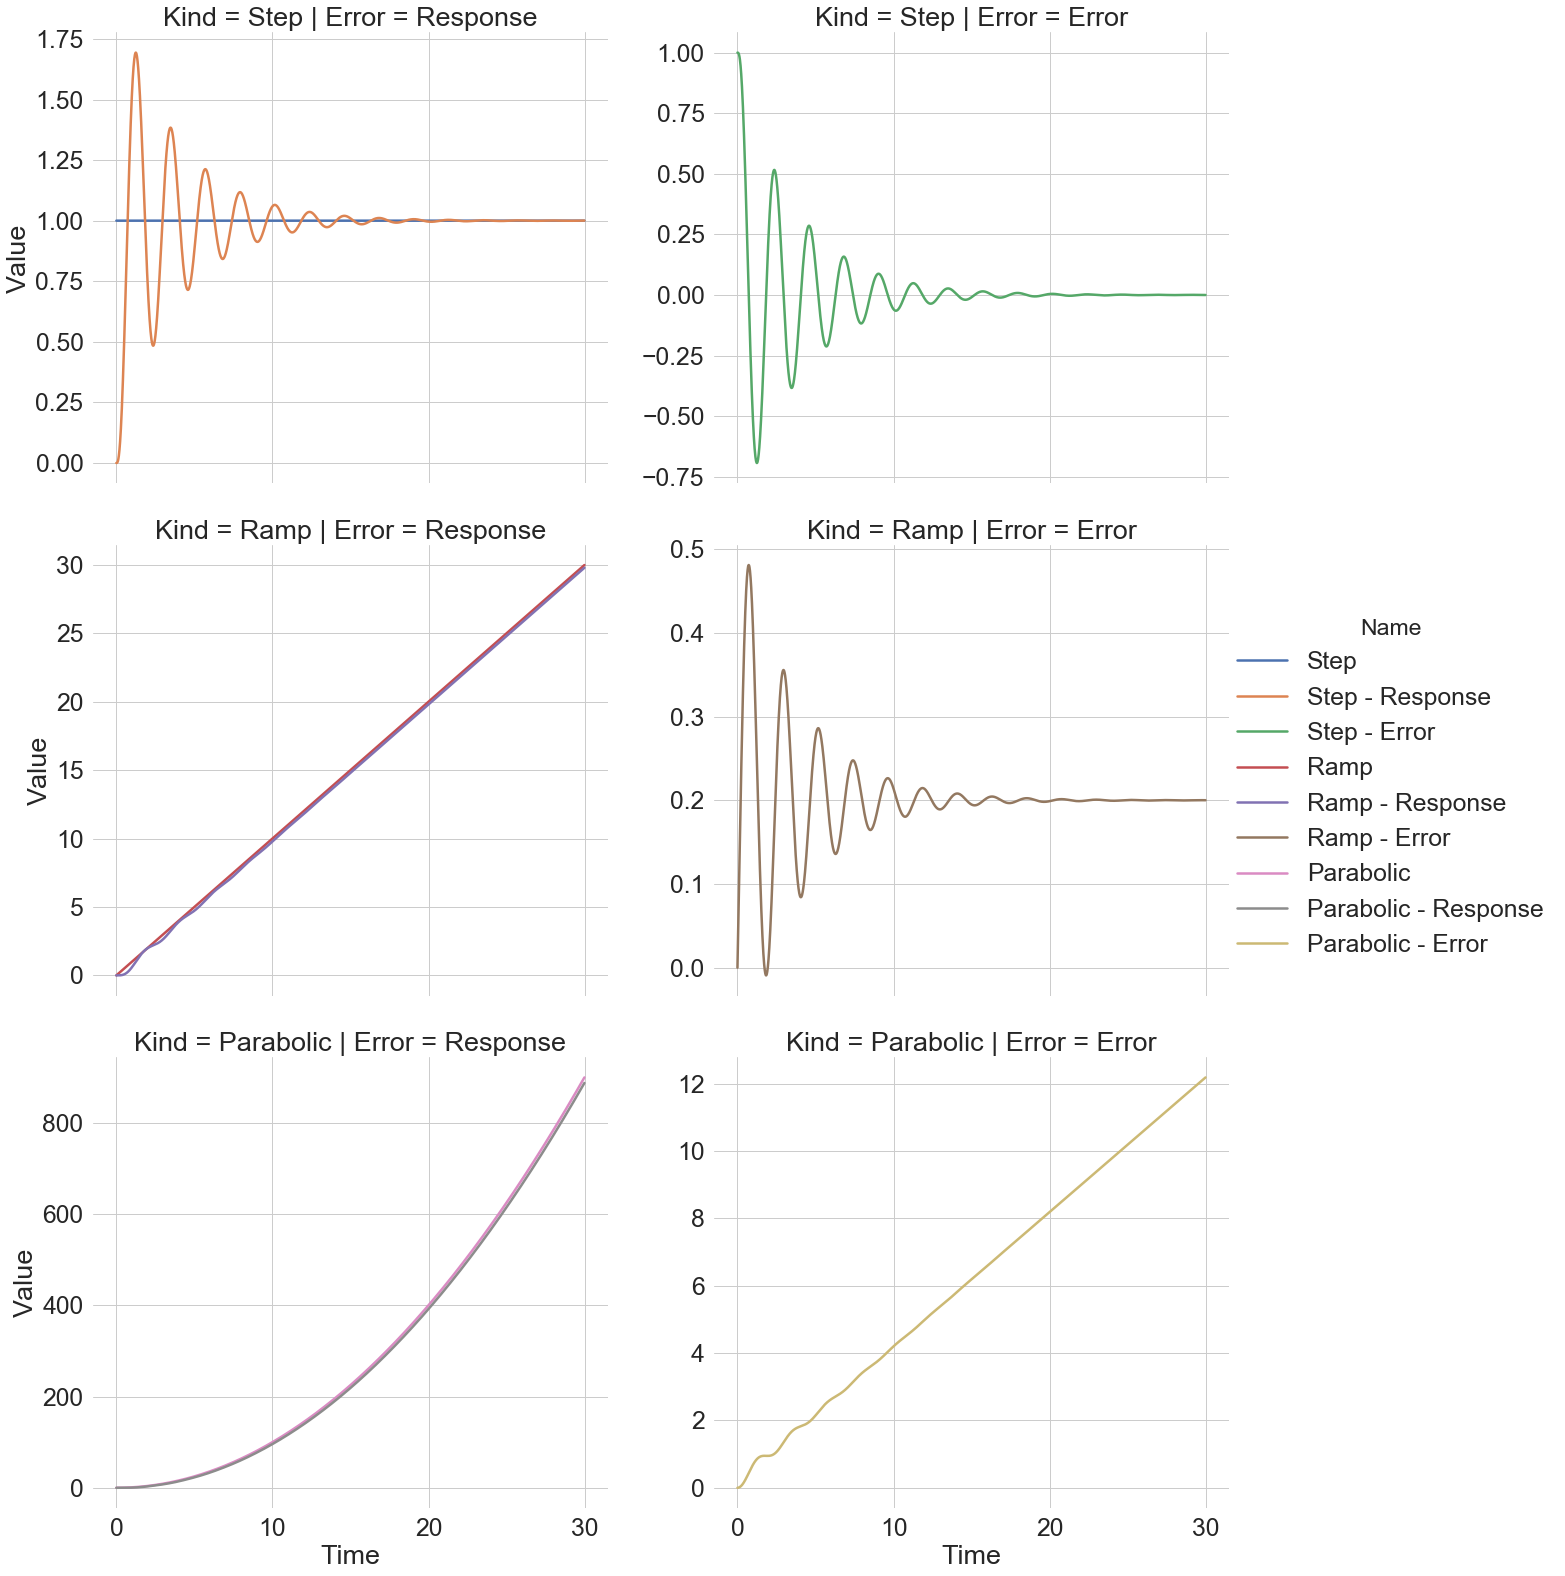 Kind = Step | Error = Response
Kind = Step | Error = Error
1.75
1.50
1.25
1.00
0.75
0.50
0.25
0.00
Value
1.00
0.75
0.50
0.25
0.00
−0.25
−0.50
−0.75
Kind = Ramp | Error = Response
Kind = Ramp | Error = Error
30
25
20
15
10
5
0
Value
0.5
0.4
0.3
0.2
0.1
0.0
Name
Step
Step - Response
Step - Error
Ramp
Ramp - Response
Ramp - Error
Parabolic
Parabolic - Response
Parabolic - Error
Kind = Parabolic | Error = Response
Kind = Parabolic | Error = Error
800
600
400
200
0
Value
0 10 20 30
Time
12
10
8
6
4
2
0
0 10 20 30
Time